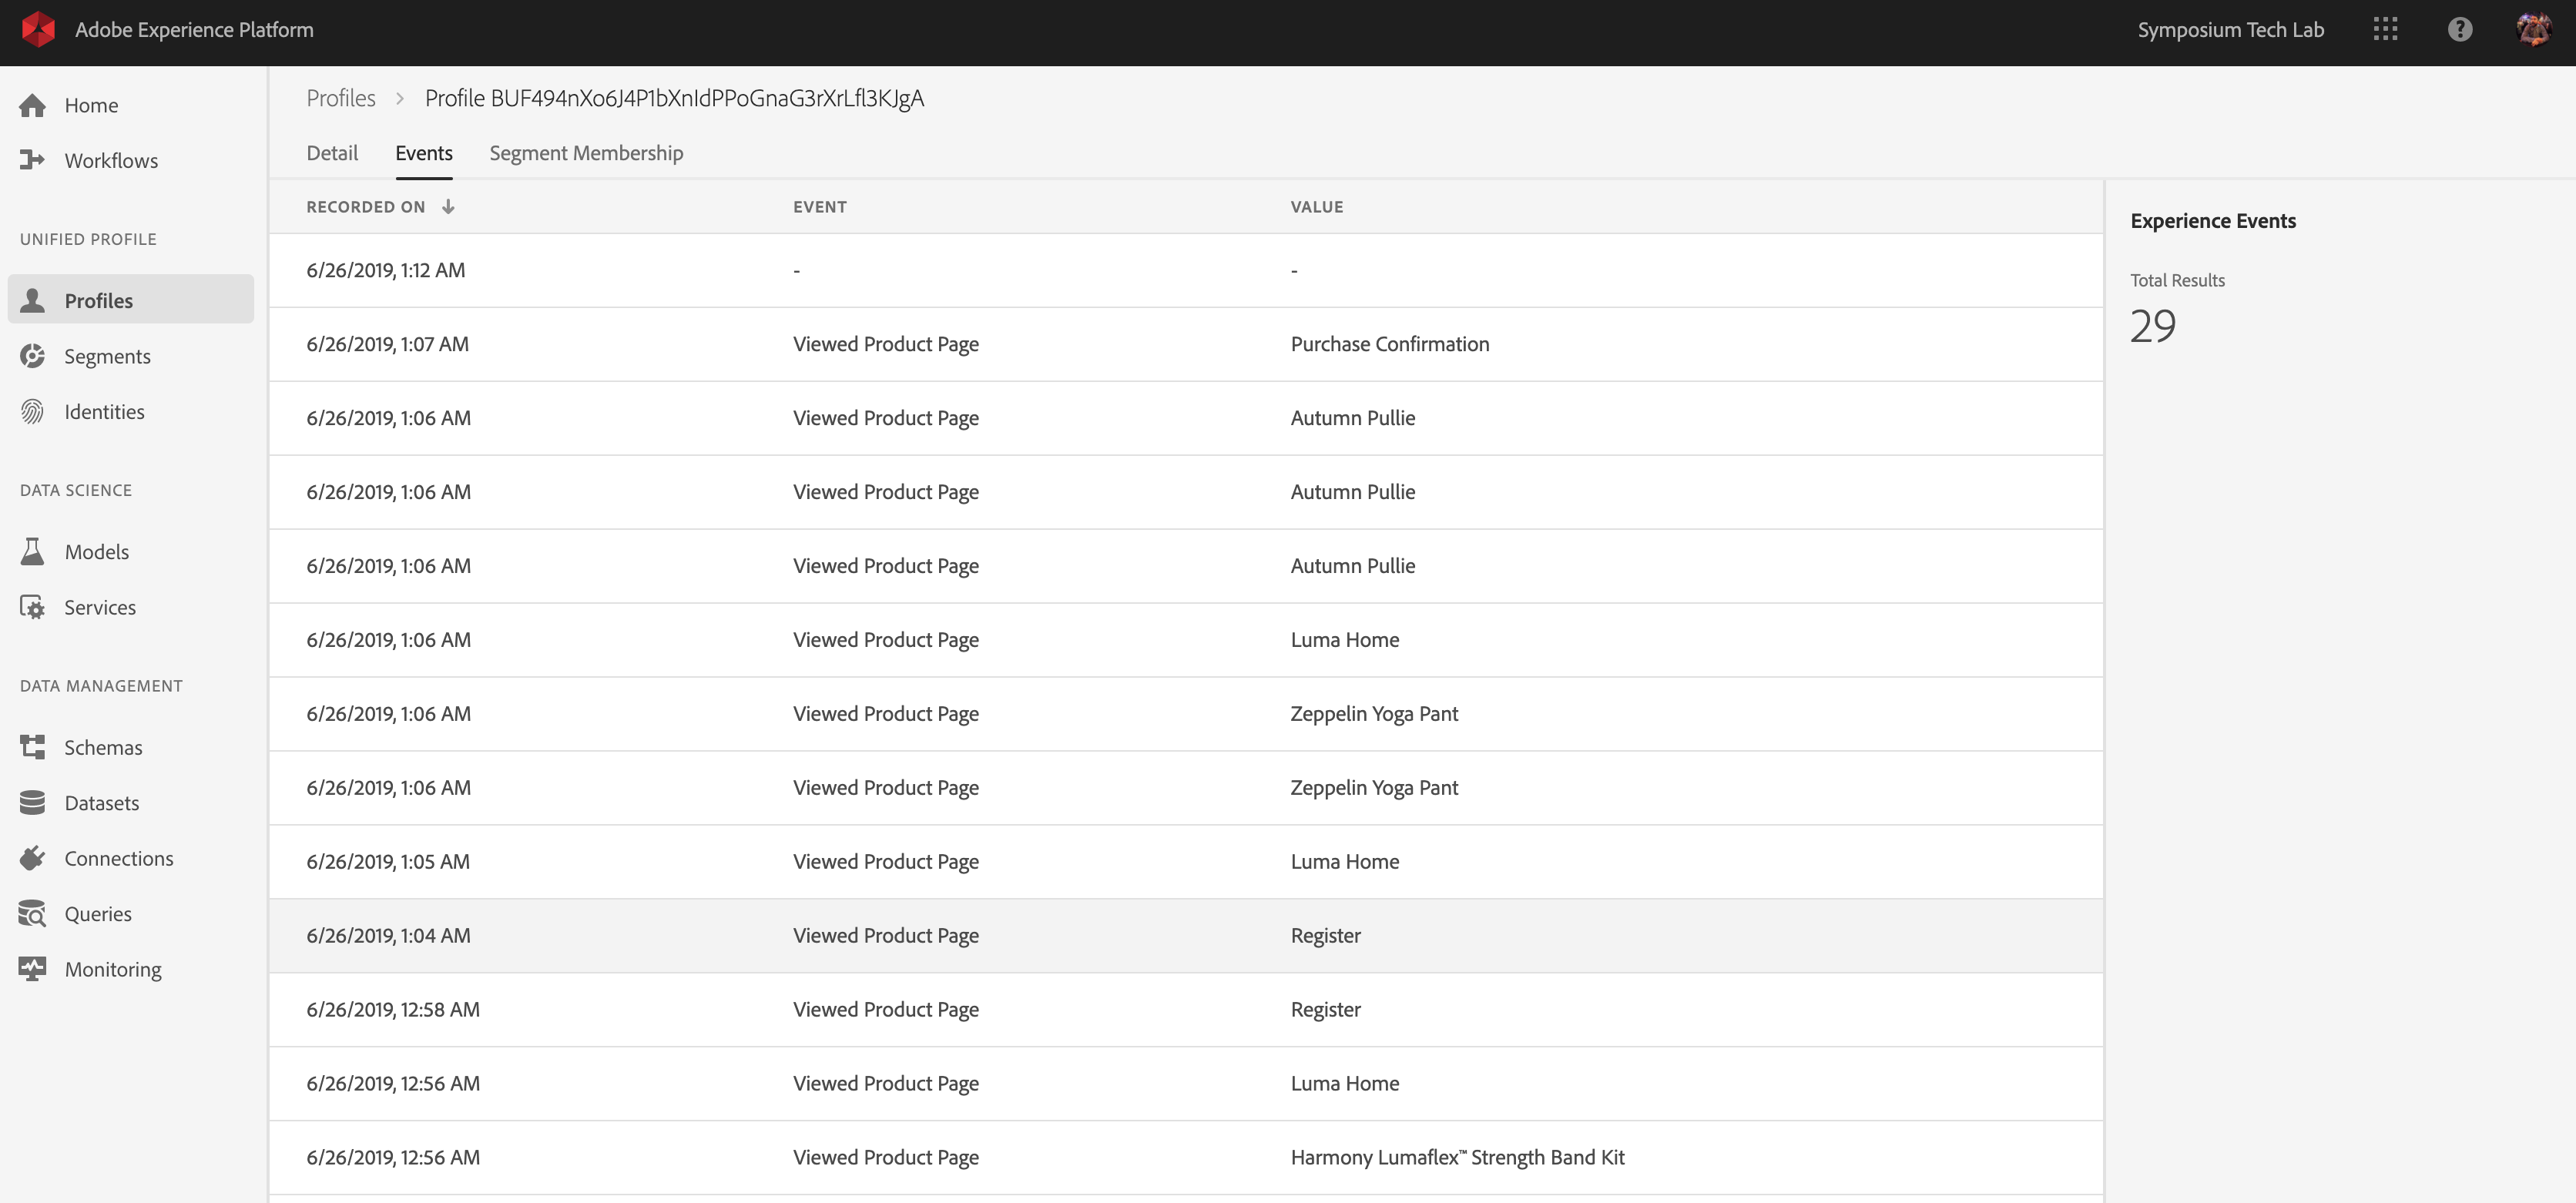 Adobe Experience Platform
Symposium Tech Lab
Home
Workflows
UNIFIED PROFILE
Profiles
Segments
Identities
DATA SCIENCE
Models
Services
DATA MANAGEMENT
Schemas
Datasets
Connections
Queries
Monitoring
Profiles > Profile BUF494nXo6J4P1bXnIdPPoGnaG3rXrLfl3KJgA
Detail Events Segment Membership
RECORDED ON ↓ EVENT VALUE
6/26/2019, 1:12 AM - -
6/26/2019, 1:07 AM Viewed Product Page Purchase Confirmation
6/26/2019, 1:06 AM Viewed Product Page Autumn Pullie
6/26/2019, 1:06 AM Viewed Product Page Autumn Pullie
6/26/2019, 1:06 AM Viewed Product Page Autumn Pullie
6/26/2019, 1:06 AM Viewed Product Page Luma Home
6/26/2019, 1:06 AM Viewed Product Page Zeppelin Yoga Pant
6/26/2019, 1:06 AM Viewed Product Page Zeppelin Yoga Pant
6/26/2019, 1:05 AM Viewed Product Page Luma Home
6/26/2019, 1:04 AM Viewed Product Page Register
6/26/2019, 12:58 AM Viewed Product Page Register
6/26/2019, 12:56 AM Viewed Product Page Luma Home
6/26/2019, 12:56 AM Viewed Product Page Harmony Lumaflex™ Strength Band Kit
Experience Events
Total Results
29